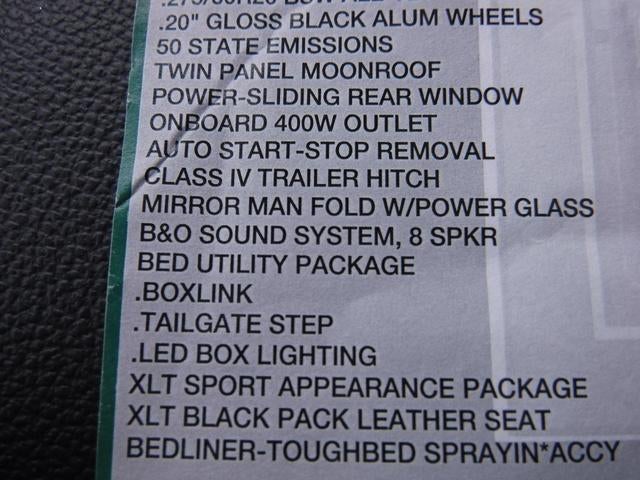 .20" GLOSS BLACK ALUM WHEELS
50 STATE EMISSIONS
TWIN PANEL MOONROOF
POWER-SLIDING REAR WINDOW
ONBOARD 400W OUTLET
AUTO START-STOP REMOVAL
CLASS IV TRAILER HITCH
MIRROR MAN FOLD W/POWER GLASS
B&O SOUND SYSTEM, 8 SPKR
BED UTILITY PACKAGE
.BOXLINK
.TAILGATE STEP
.LED BOX LIGHTING
XLT SPORT APPEARANCE PACKAGE
XLT BLACK PACK LEATHER SEAT
BEDLINER-TOUGHBED SPRAYIN*ACCY